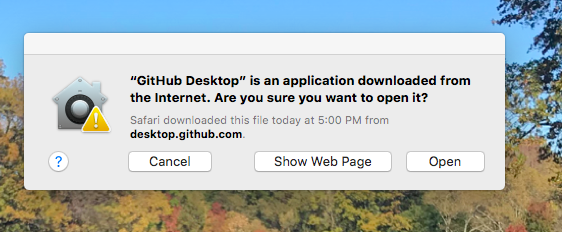 “GitHub Desktop” is an application downloaded from
the Internet. Are you sure you want to open it?
Safari downloaded this file today at 5:00 PM from
desktop.github.com.
?
Cancel
Show Web Page
Open